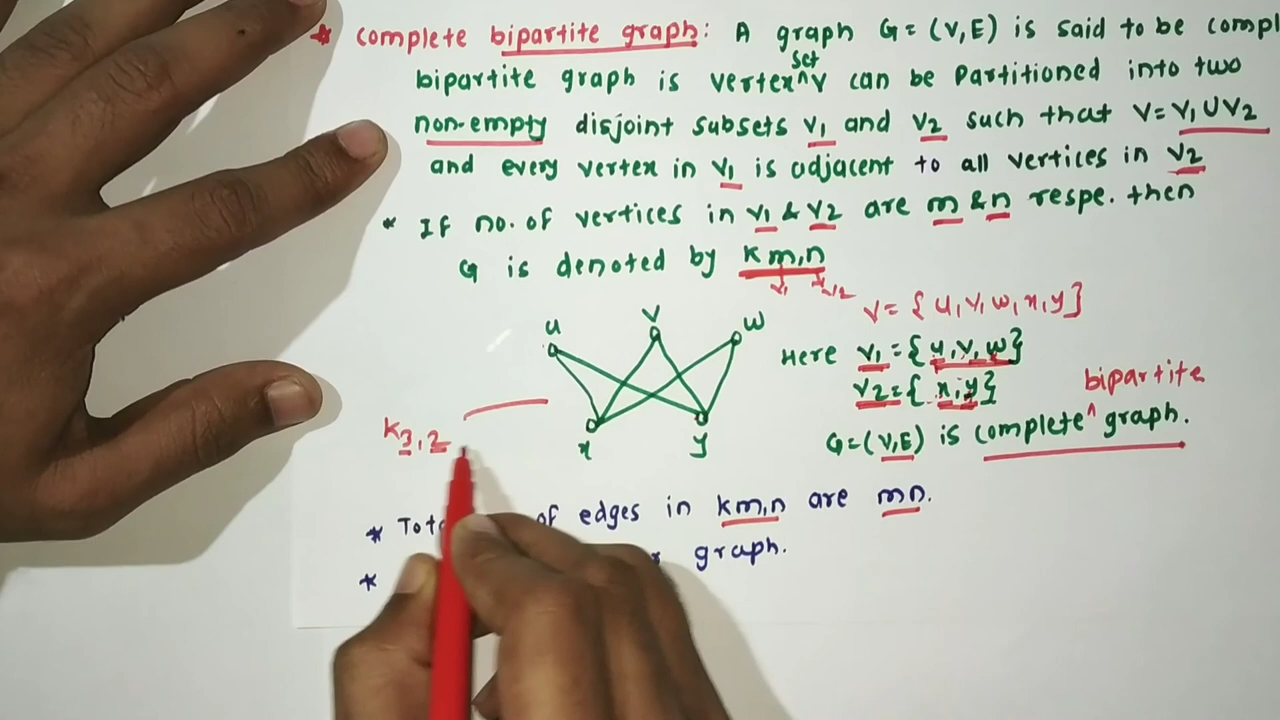 * complete bipartite graph: A graph G=(V,E) is said to be compl
bipartite graph is vertex^set V can be Partitioned into two
non-empty disjoint subsets V1 and V2 such that V=V1UV2
and every vertex in V1 is adjacent to all vertices in V2
* If no. of vertices in V1 & V2 are m & n respe. then
G is denoted by Km,n
V1 V2
V={u,v,w,x,y}
u v w
Here V1={u,v,w}
V2={x,y}
bipartite
K3,2
x y
G=(V,E) is complete^ graph.
* of edges in Km,n are mn.
* graph.